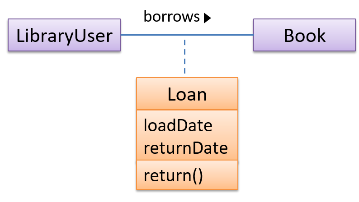 borrows ▶
LibraryUser
Book
Loan
loadDate
returnDate
return()